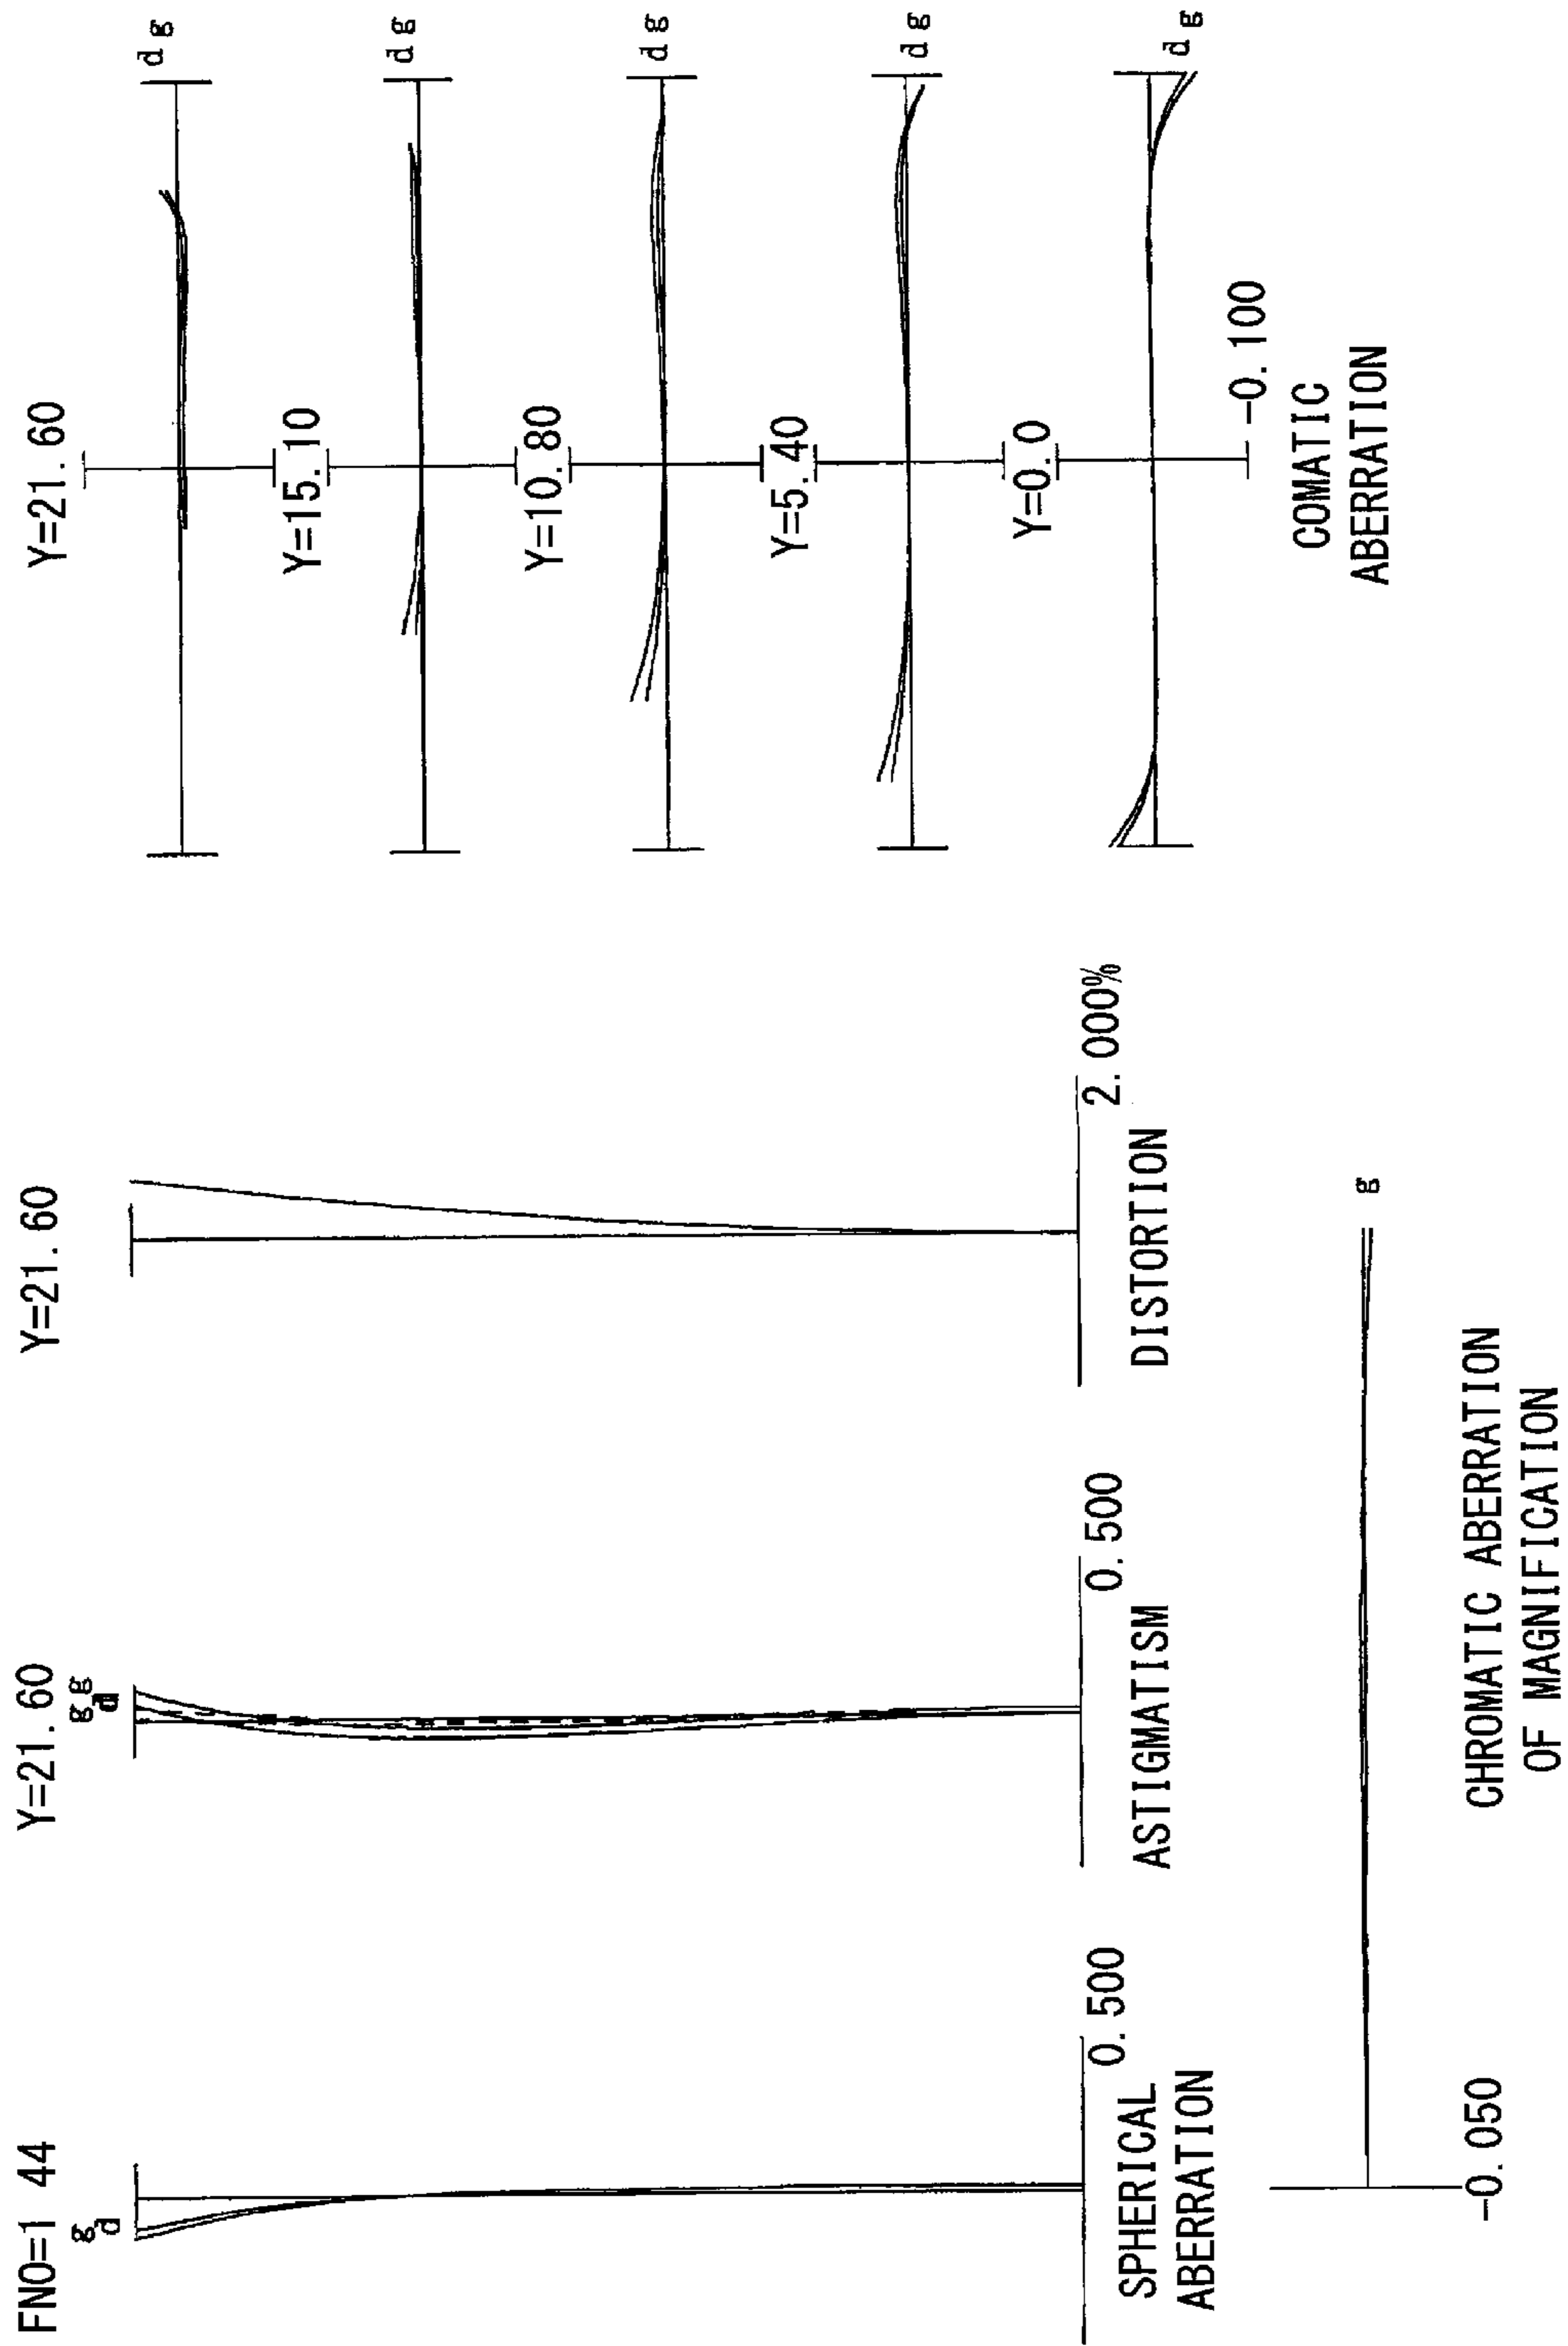 FNO=1 44
g
d
0. 500
SPHERICAL
ABERRATION
Y=21. 60
g g
d
0. 500
ASTIGMATISM
Y=21. 60
2. 000%
DISTORTION
Y=21. 60
d g
Y=15. 10
d g
Y=10. 80
d g
Y=5. 40
d g
Y=0. 0
d g
-0. 100
COMATIC
ABERRATION
g
-0. 050
CHROMATIC ABERRATION
OF MAGNIFICATION